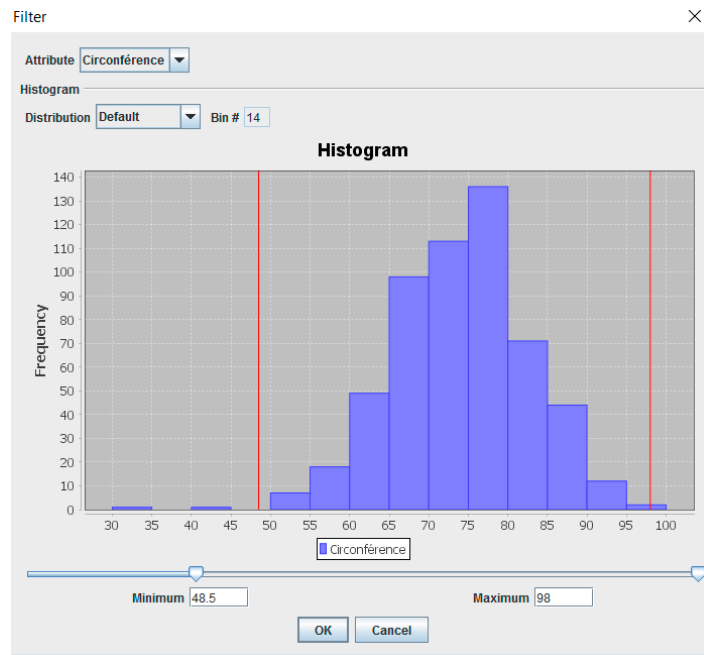 Filter
Attribute Circonférence
Histogram
Distribution Default Bin # 14
Histogram
140
130
120
110
100
90
80
70
60
50
40
30
20
10
0
Frequency
30 35 40 45 50 55 60 65 70 75 80 85 90 95 100
Circonférence
Minimum 48.5 Maximum 98
OK Cancel